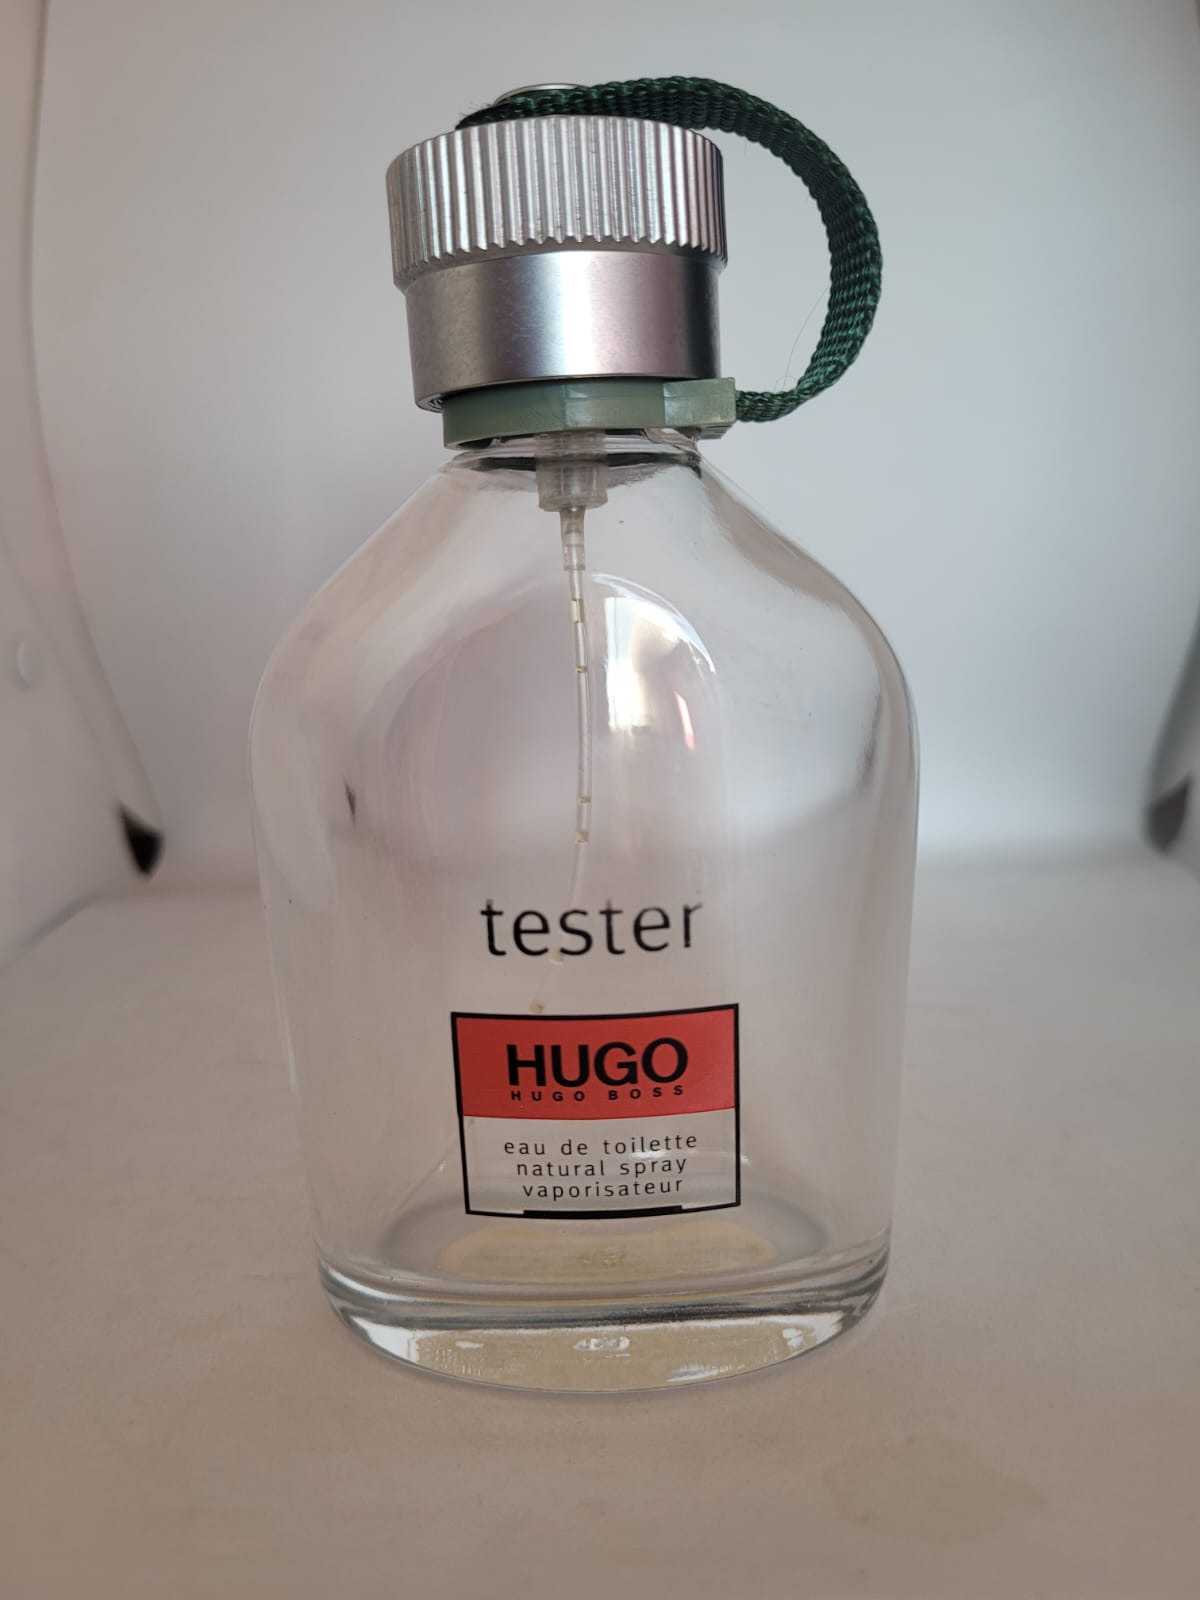 tester
HUGO
HUGO BOSS
eau de toilette
natural spray
vaporisateur